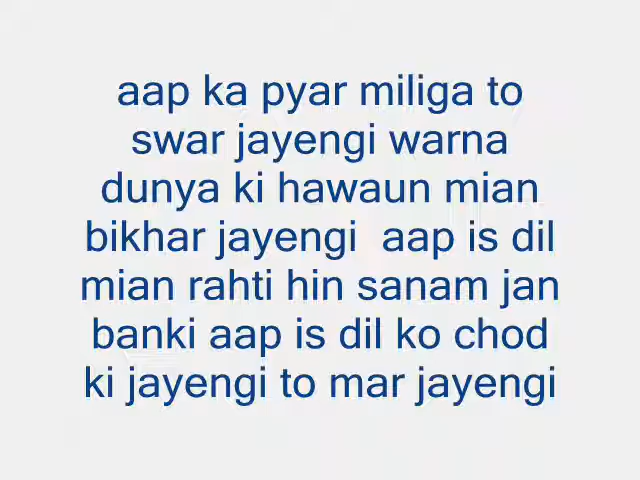 aap ka pyar miliga to
swar jayengi warna
dunya ki hawaun mian
bikhar jayengi  aap is dil
mian rahti hin sanam jan
banki aap is dil ko chod
ki jayengi to mar jayengi